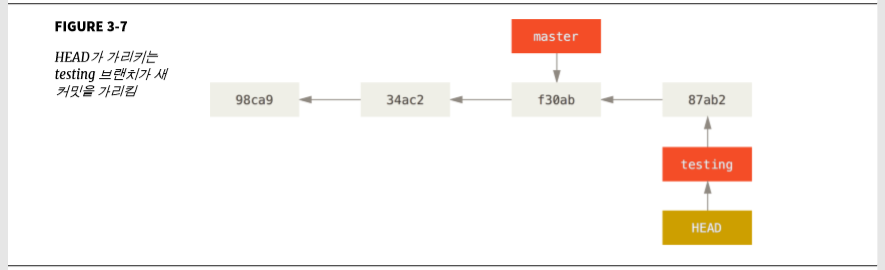 FIGURE 3-7
HEAD가 가리키는
testing 브랜치가 새
커밋을 가리킴
master
98ca9
34ac2
f30ab
87ab2
testing
HEAD